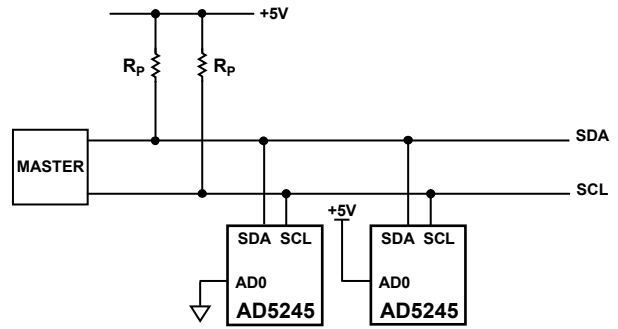 +5V
RP RP
SDA
MASTER
SCL
+5V
SDA SCL SDA SCL
AD0 AD0
AD5245 AD5245